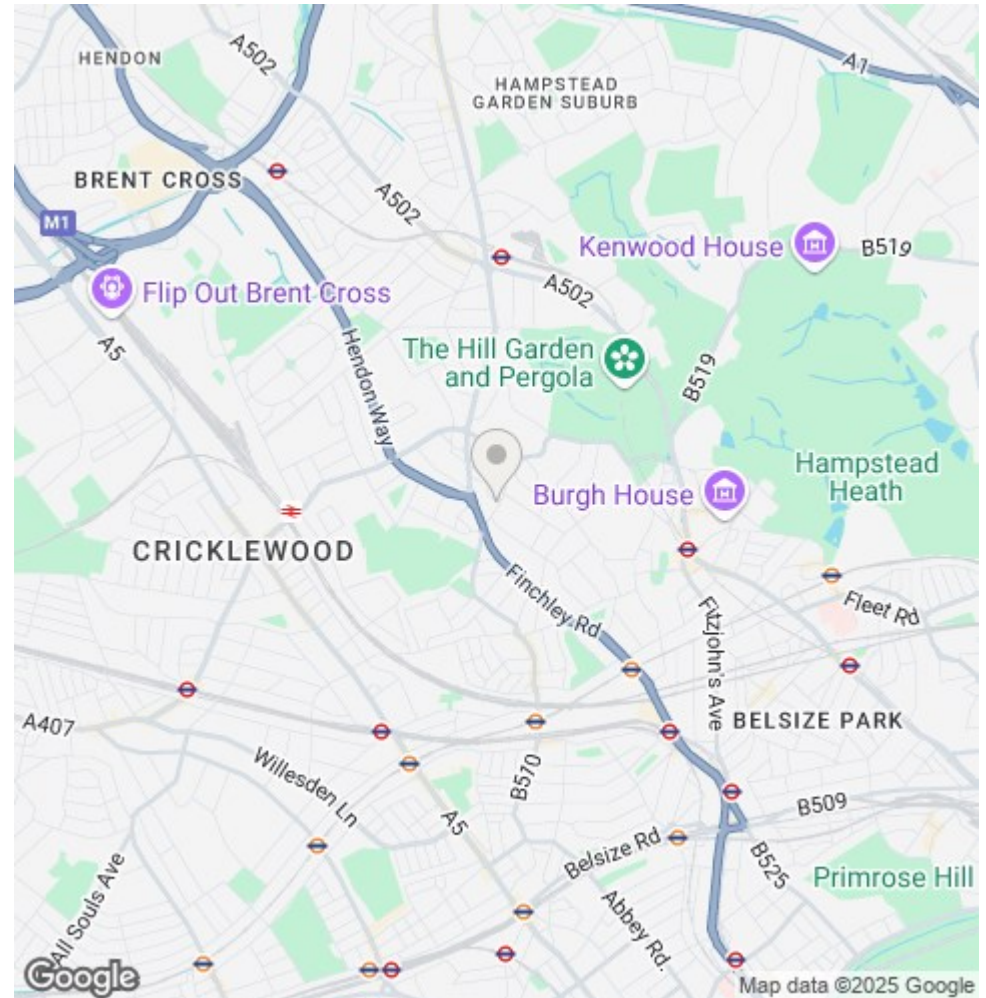 A502
HENDON
A1
HAMPSTEAD
GARDEN SUBURB
BRENT CROSS
A502
M1
Kenwood House
B519
Flip Out Brent Cross
A502
A5
Hendon Way
The Hill Garden
and Pergola
B519
Burgh House
Hampstead
Heath
CRICKLEWOOD
Finchley Rd
Fitzjohn's Ave
Fleet Rd
A407
BELSIZE PARK
Willesden Ln
B510
A5
B509
Belsize Rd
B525
All Souls Ave
Abbey Rd.
Primrose Hill
Google
Map data ©2025 Google